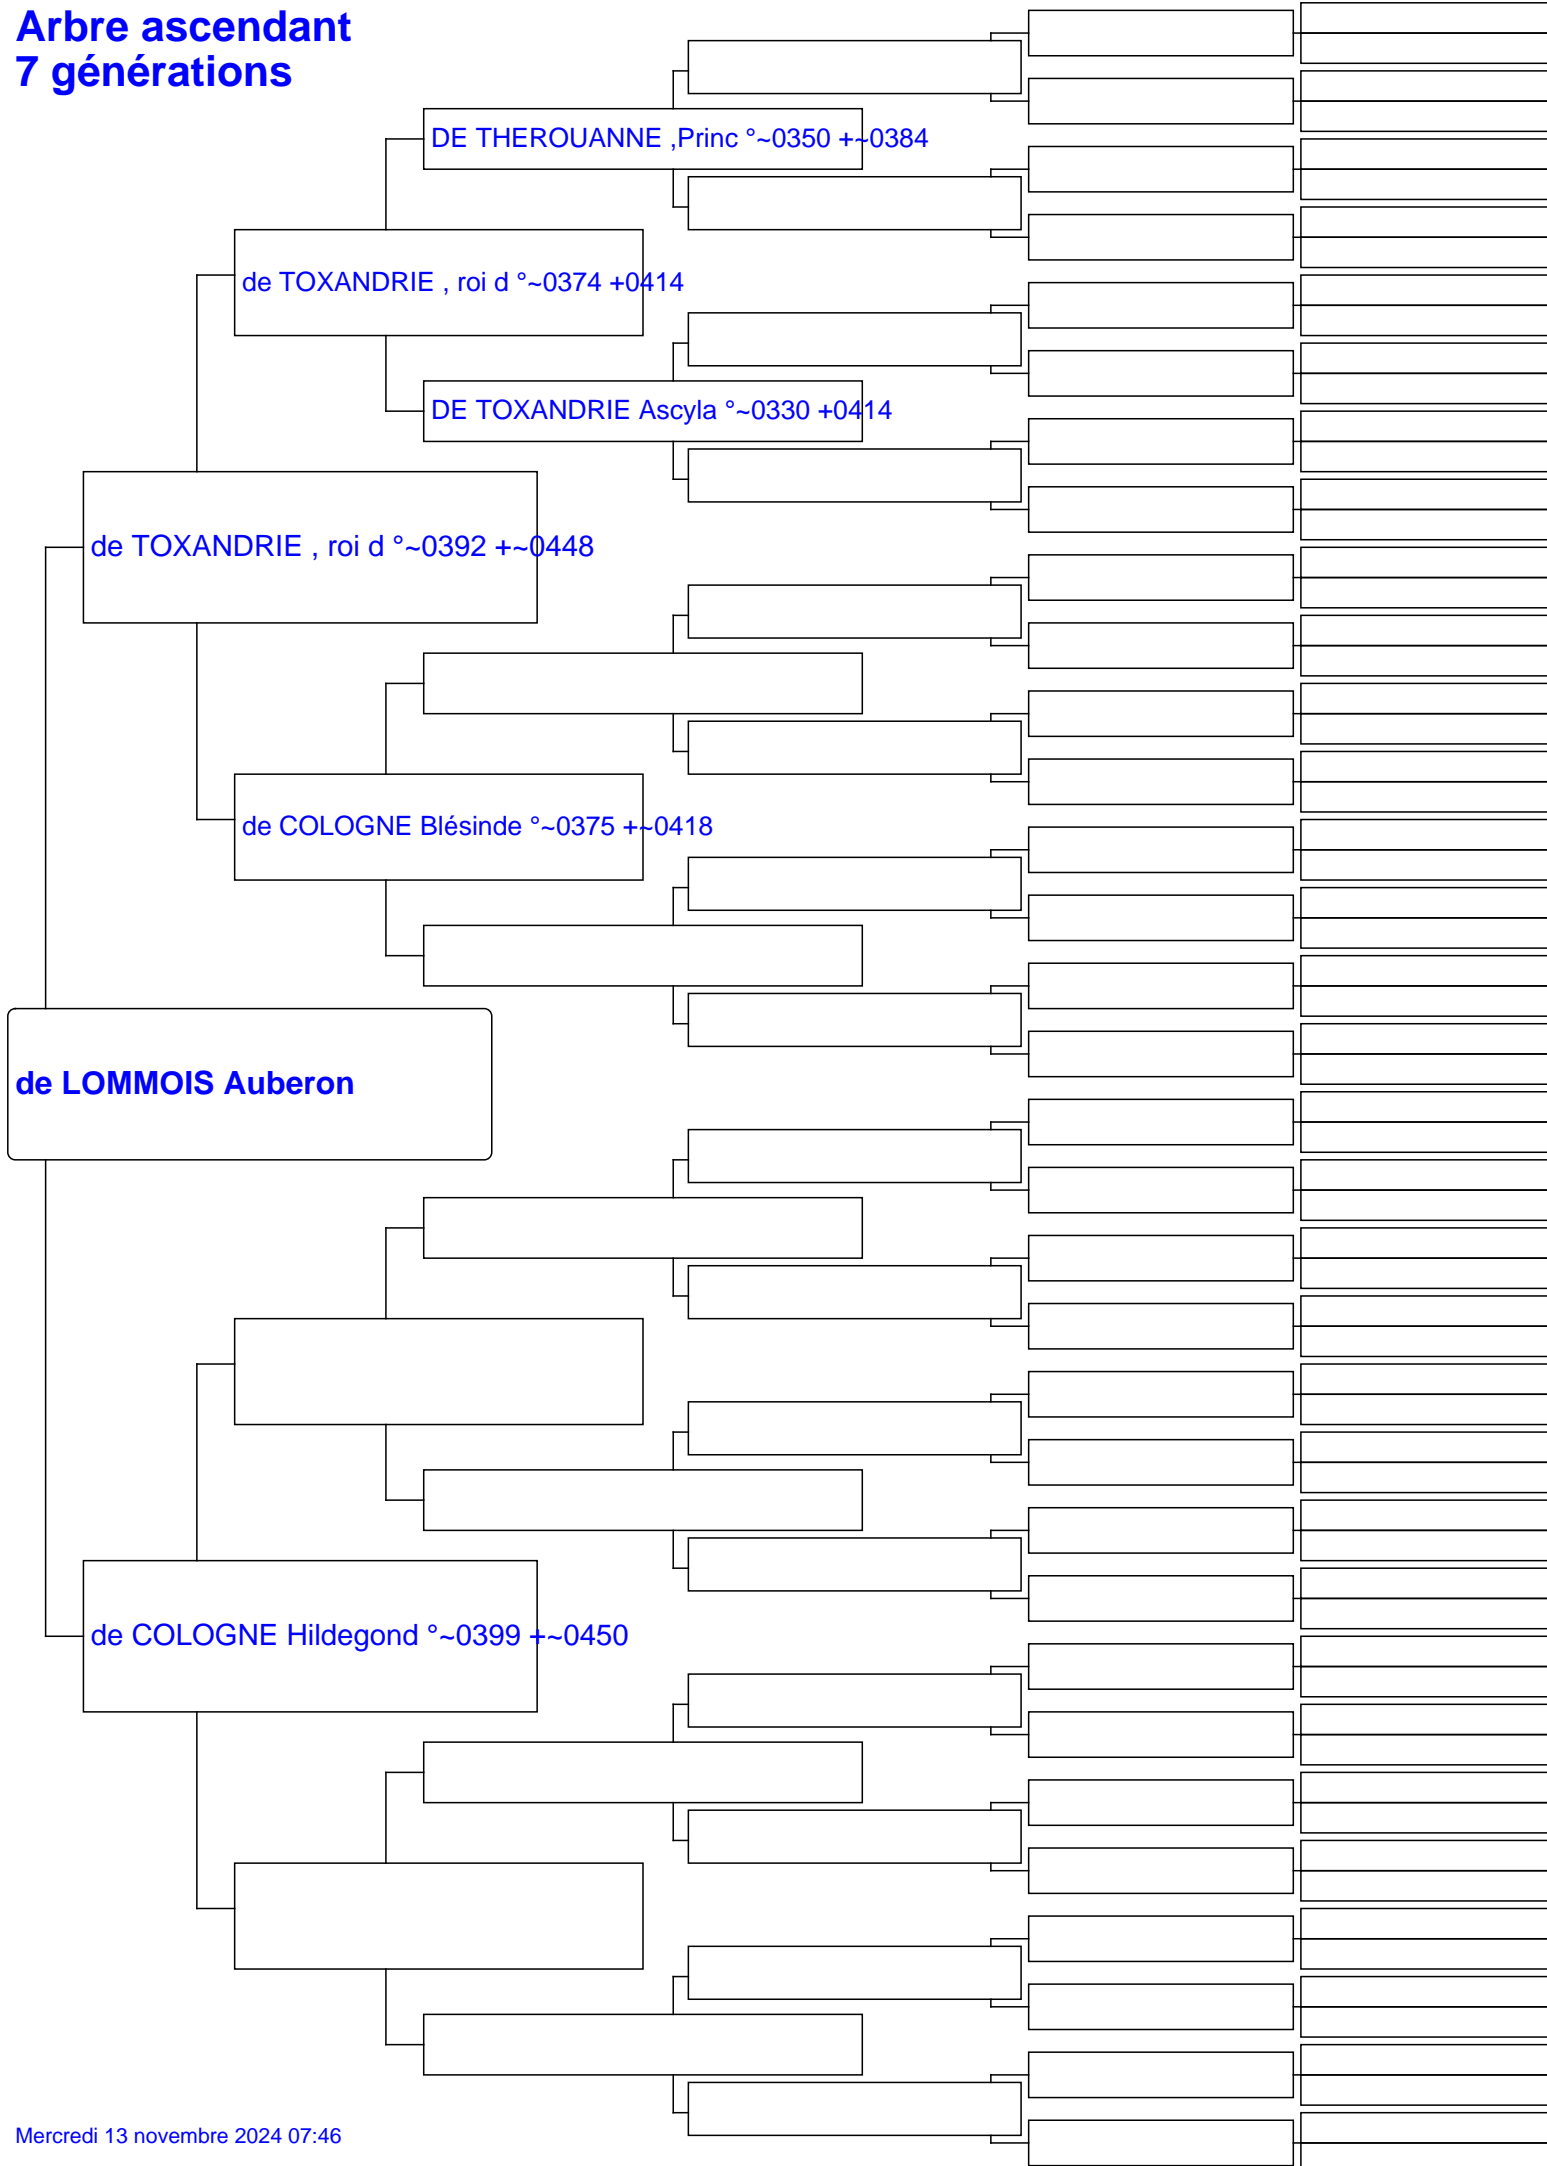 Arbre ascendant
7 générations
DE THEROUANNE ,Princ °~0350 +~0384
de TOXANDRIE , roi d °~0374 +0414
DE TOXANDRIE Ascyla °~0330 +0414
de TOXANDRIE , roi d °~0392 +~0448
de COLOGNE Blésinde °~0375 +~0418
de LOMMOIS Auberon
de COLOGNE Hildegond °~0399 +~0450
Mercredi 13 novembre 2024 07:46